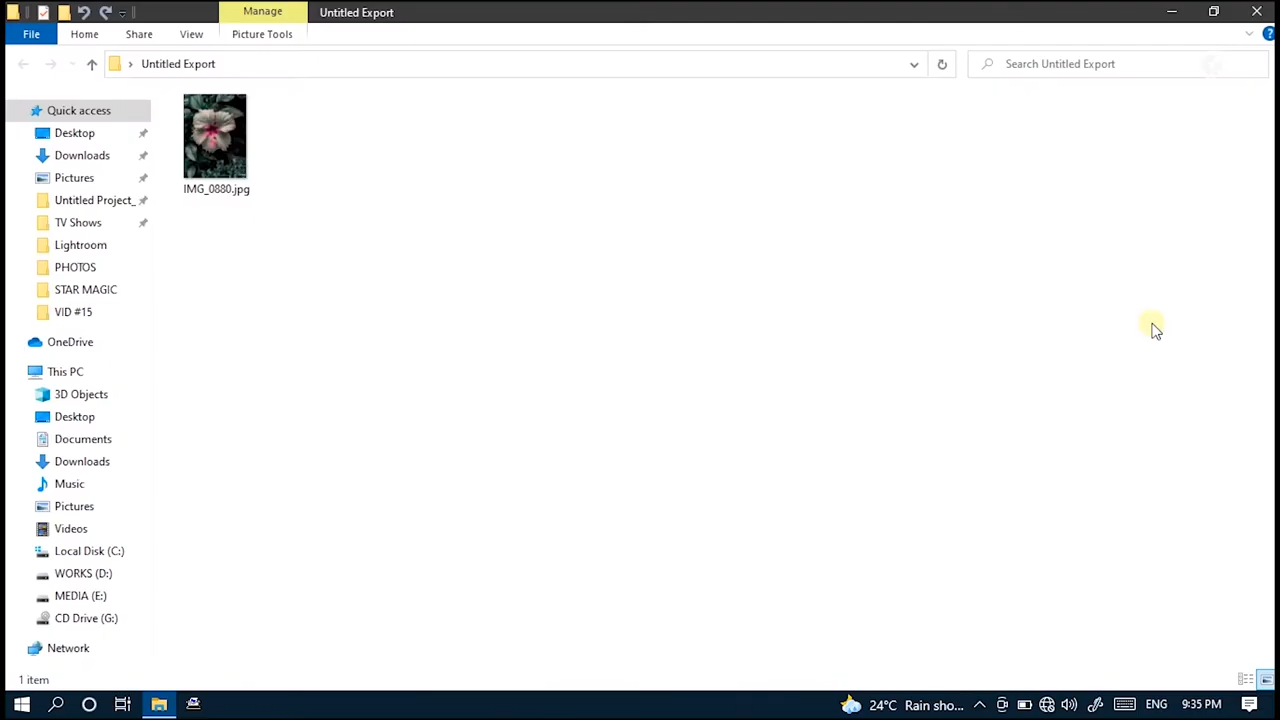 Manage
Untitled Export
File
Home
Share
View
Picture Tools
Untitled Export
Search Untitled Export
Quick access
Desktop
Downloads
Pictures
Untitled Project_
TV Shows
Lightroom
PHOTOS
STAR MAGIC
VID #15
OneDrive
This PC
3D Objects
Desktop
Documents
Downloads
Music
Pictures
Videos
Local Disk (C:)
WORKS (D:)
MEDIA (E:)
CD Drive (G:)
Network
IMG_0880.jpg
1 item
24°C Rain sho...
ENG
9:35 PM